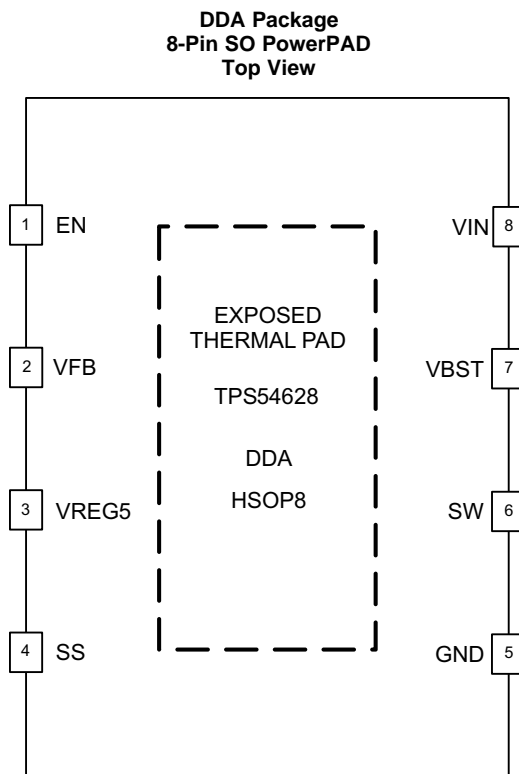 DDA Package
8-Pin SO PowerPAD
Top View
1 EN
VIN 8
EXPOSED
THERMAL PAD
2 VFB
VBST 7
TPS54628
DDA
HSOP8
3 VREG5
SW 6
4 SS
GND 5